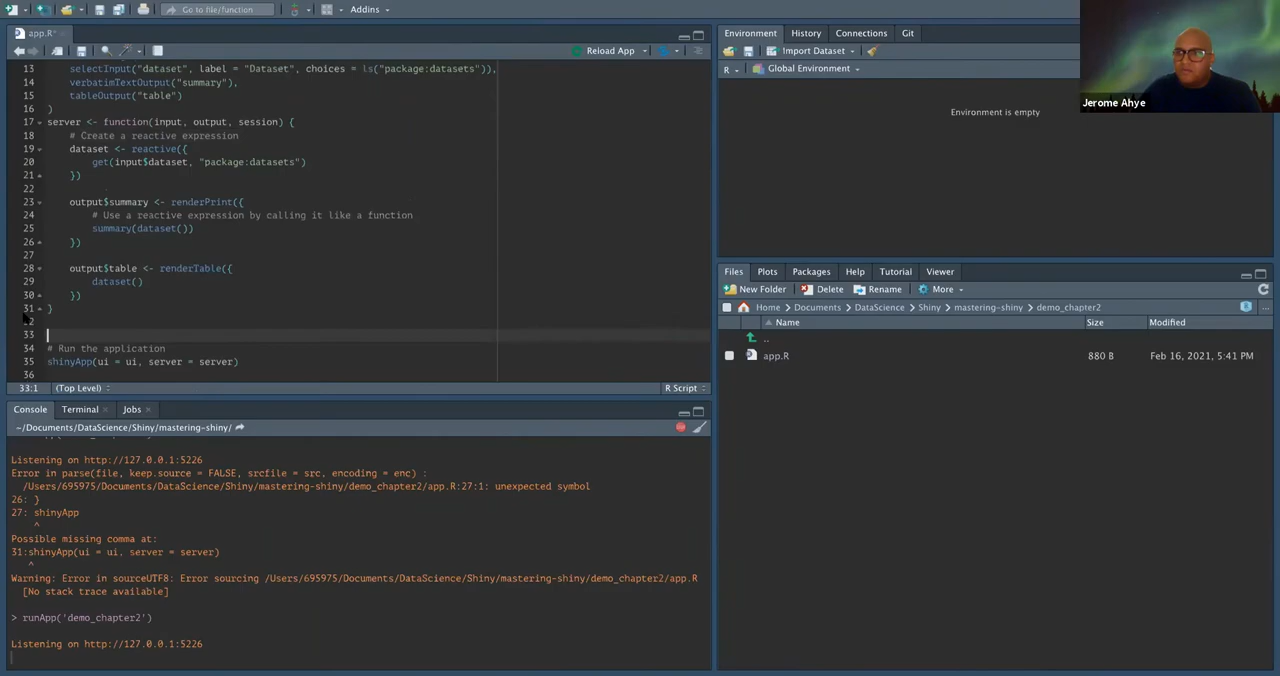 Go to file/function
Addins
app.R*
Reload App
13 selectInput("dataset", label = "Dataset", choices = ls("package:datasets")),
14 verbatimTextOutput("summary"),
15 tableOutput("table")
16 )
17 server <- function(input, output, session) {
18 # Create a reactive expression
19 dataset <- reactive({
20 get(input$dataset, "package:datasets")
21 })
22
23 output$summary <- renderPrint({
24 # Use a reactive expression by calling it like a function
25 summary(dataset())
26 })
27
28 output$table <- renderTable({
29 dataset()
30 })
31 }
32
33
34 # Run the application
35 shinyApp(ui = ui, server = server)
36
33:1 (Top Level) R Script
Console Terminal Jobs
~/Documents/DataScience/Shiny/mastering-shiny/
Listening on http://127.0.0.1:5226
Error in parse(file, keep.source = FALSE, srcfile = src, encoding = enc) :
/Users/695975/Documents/DataScience/Shiny/mastering-shiny/demo_chapter2/app.R:27:1: unexpected symbol
26: }
27: shinyApp
^
Possible missing comma at:
31:shinyApp(ui = ui, server = server)
^
Warning: Error in sourceUTF8: Error sourcing /Users/695975/Documents/DataScience/Shiny/mastering-shiny/demo_chapter2/app.R
[No stack trace available]
> runApp('demo_chapter2')
Listening on http://127.0.0.1:5226
Environment History Connections Git
Import Dataset
R Global Environment
Environment is empty
Jerome Ahye
Files Plots Packages Help Tutorial Viewer
New Folder Delete Rename More
Home Documents DataScience Shiny mastering-shiny demo_chapter2
Name Size Modified
..
app.R 880 B Feb 16, 2021, 5:41 PM